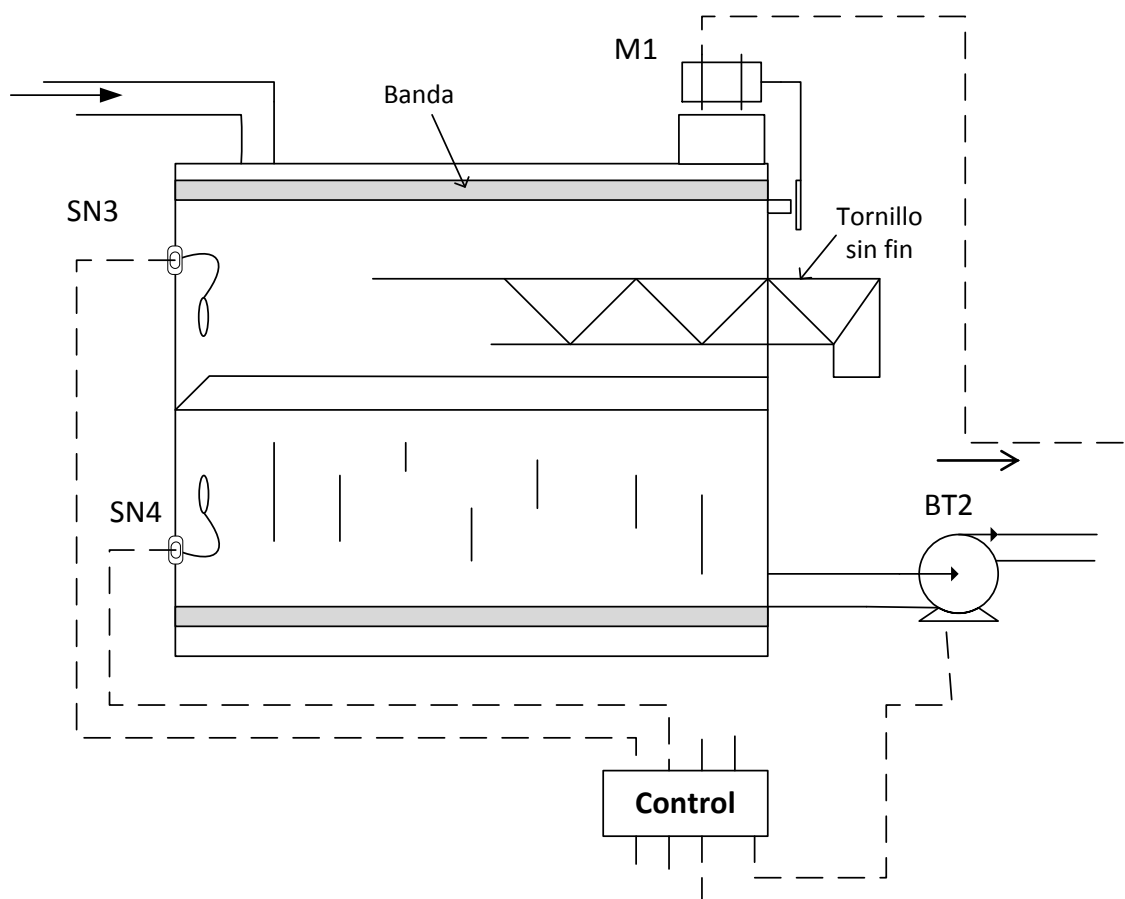 M1
Banda
SN3
Tornillo
sin fin
SN4
BT2
Control